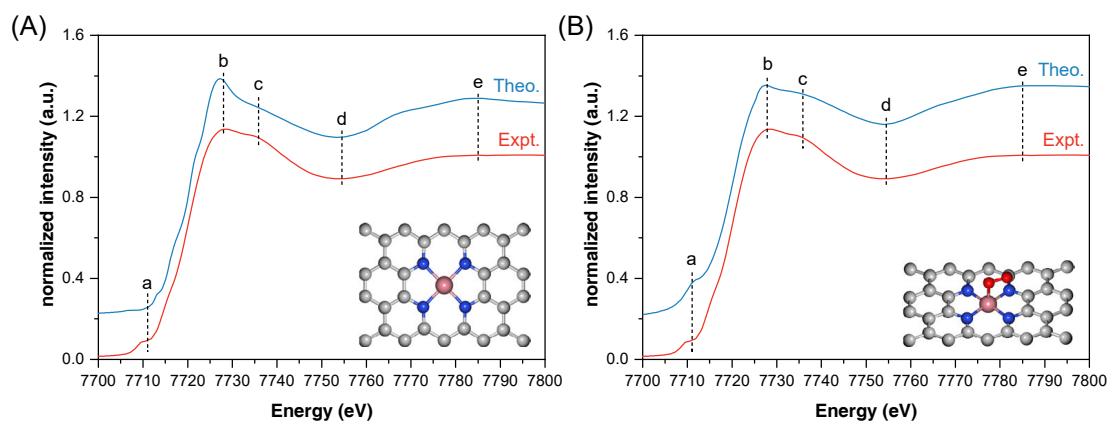 (A)
normalized intensity (a.u.)
1.6
1.2
0.8
0.4
0.0
a
b
c
d
e
Theo.
Expt.
7700 7710 7720 7730 7740 7750 7760 7770 7780 7790 7800
Energy (eV)
(B)
normalized intensity (a.u.)
1.6
1.2
0.8
0.4
0.0
a
b
c
d
e
Theo.
Expt.
7700 7710 7720 7730 7740 7750 7760 7770 7780 7790 7800
Energy (eV)